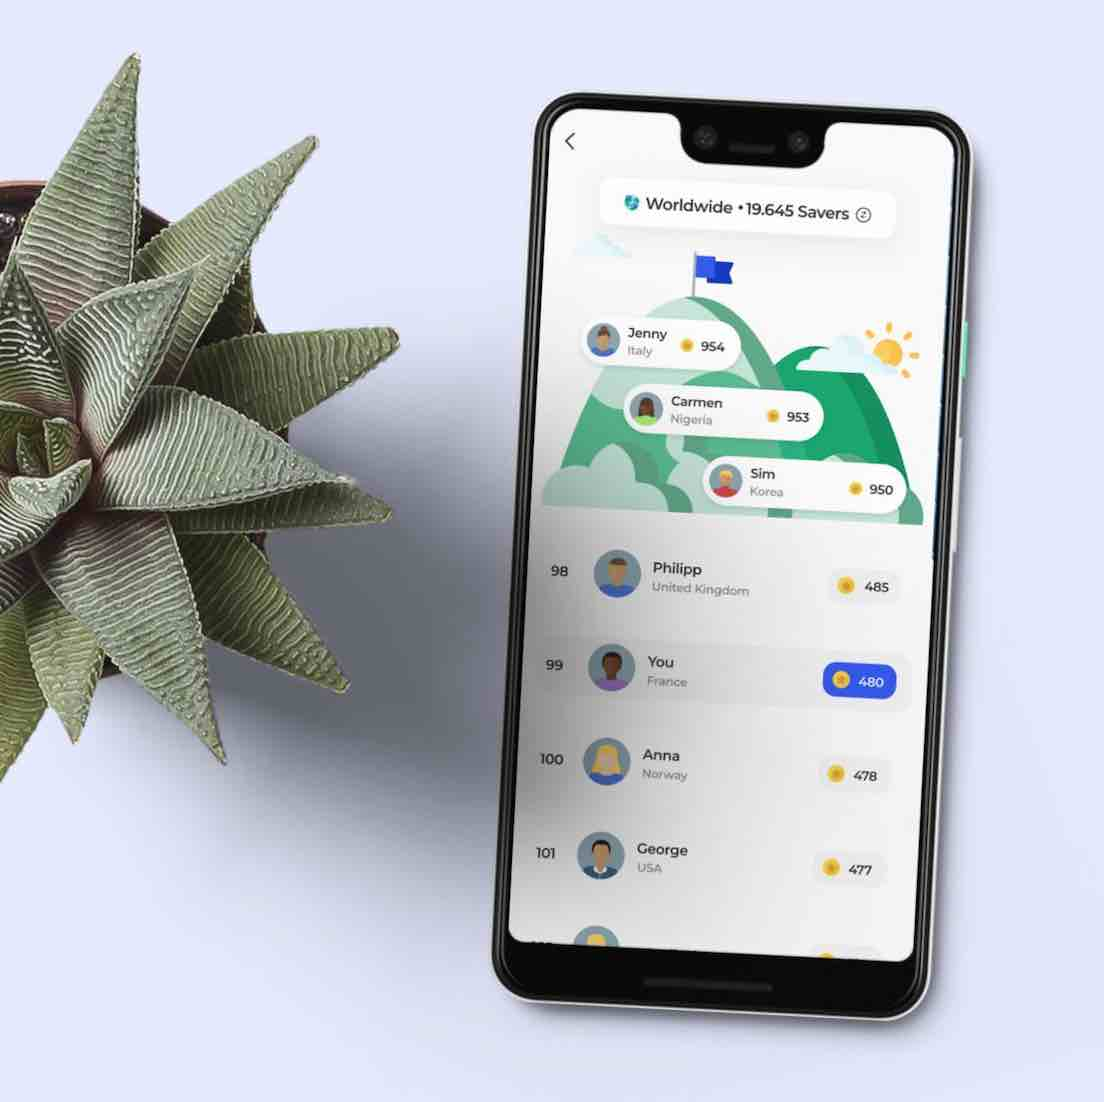 Worldwide • 19.645 Savers
Jenny
Italy
954
Carmen
Nigeria
953
Sim
Korea
950
98
Philipp
United Kingdom
485
99
You
France
480
100
Anna
Norway
478
101
George
USA
477